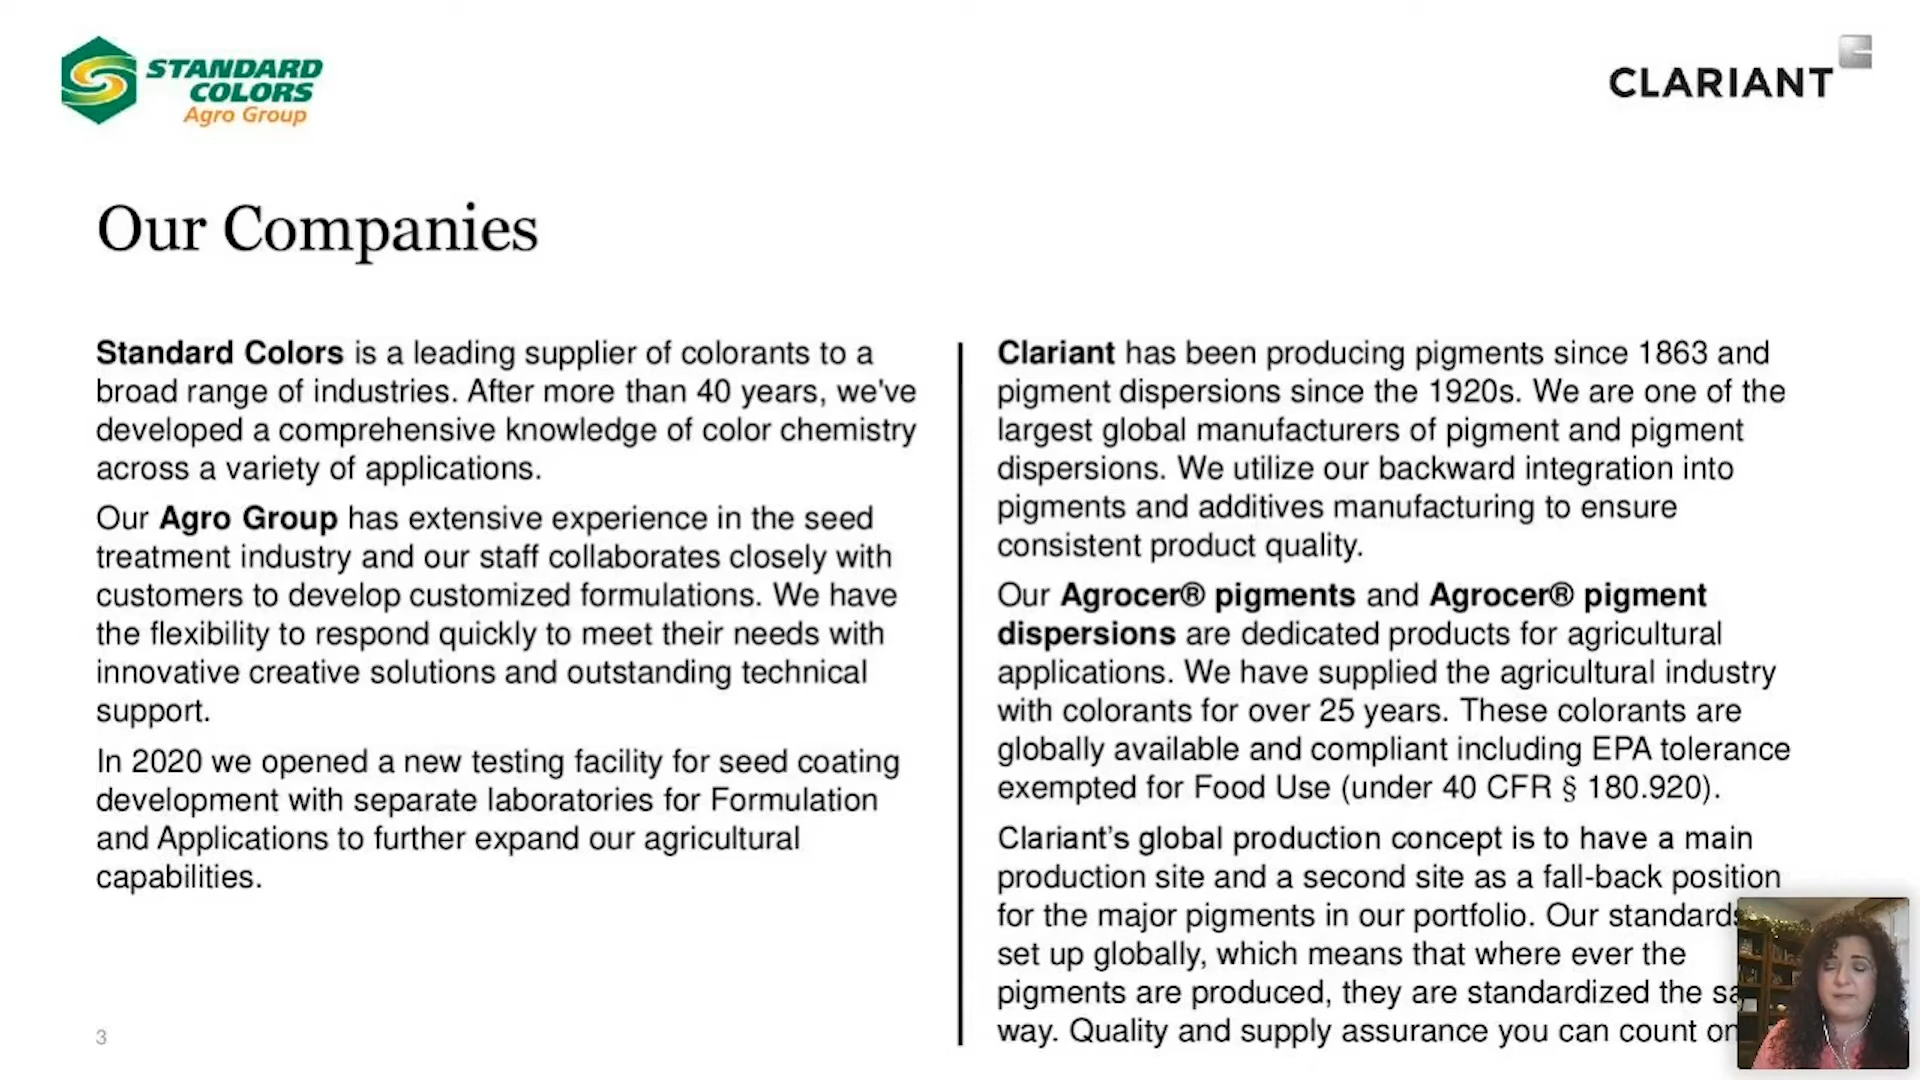 STANDARD
COLORS
Agro Group
CLARIANT
Our Companies
Standard Colors is a leading supplier of colorants to a
broad range of industries. After more than 40 years, we've
developed a comprehensive knowledge of color chemistry
across a variety of applications.
Our Agro Group has extensive experience in the seed
treatment industry and our staff collaborates closely with
customers to develop customized formulations. We have
the flexibility to respond quickly to meet their needs with
innovative creative solutions and outstanding technical
support.
In 2020 we opened a new testing facility for seed coating
development with separate laboratories for Formulation
and Applications to further expand our agricultural
capabilities.
Clariant has been producing pigments since 1863 and
pigment dispersions since the 1920s. We are one of the
largest global manufacturers of pigment and pigment
dispersions. We utilize our backward integration into
pigments and additives manufacturing to ensure
consistent product quality.
Our Agrocer® pigments and Agrocer® pigment
dispersions are dedicated products for agricultural
applications. We have supplied the agricultural industry
with colorants for over 25 years. These colorants are
globally available and compliant including EPA tolerance
exempted for Food Use (under 40 CFR § 180.920).
Clariant’s global production concept is to have a main
production site and a second site as a fall-back position
for the major pigments in our portfolio. Our standards
set up globally, which means that where ever the
pigments are produced, they are standardized the
way. Quality and supply assurance you can count on
3